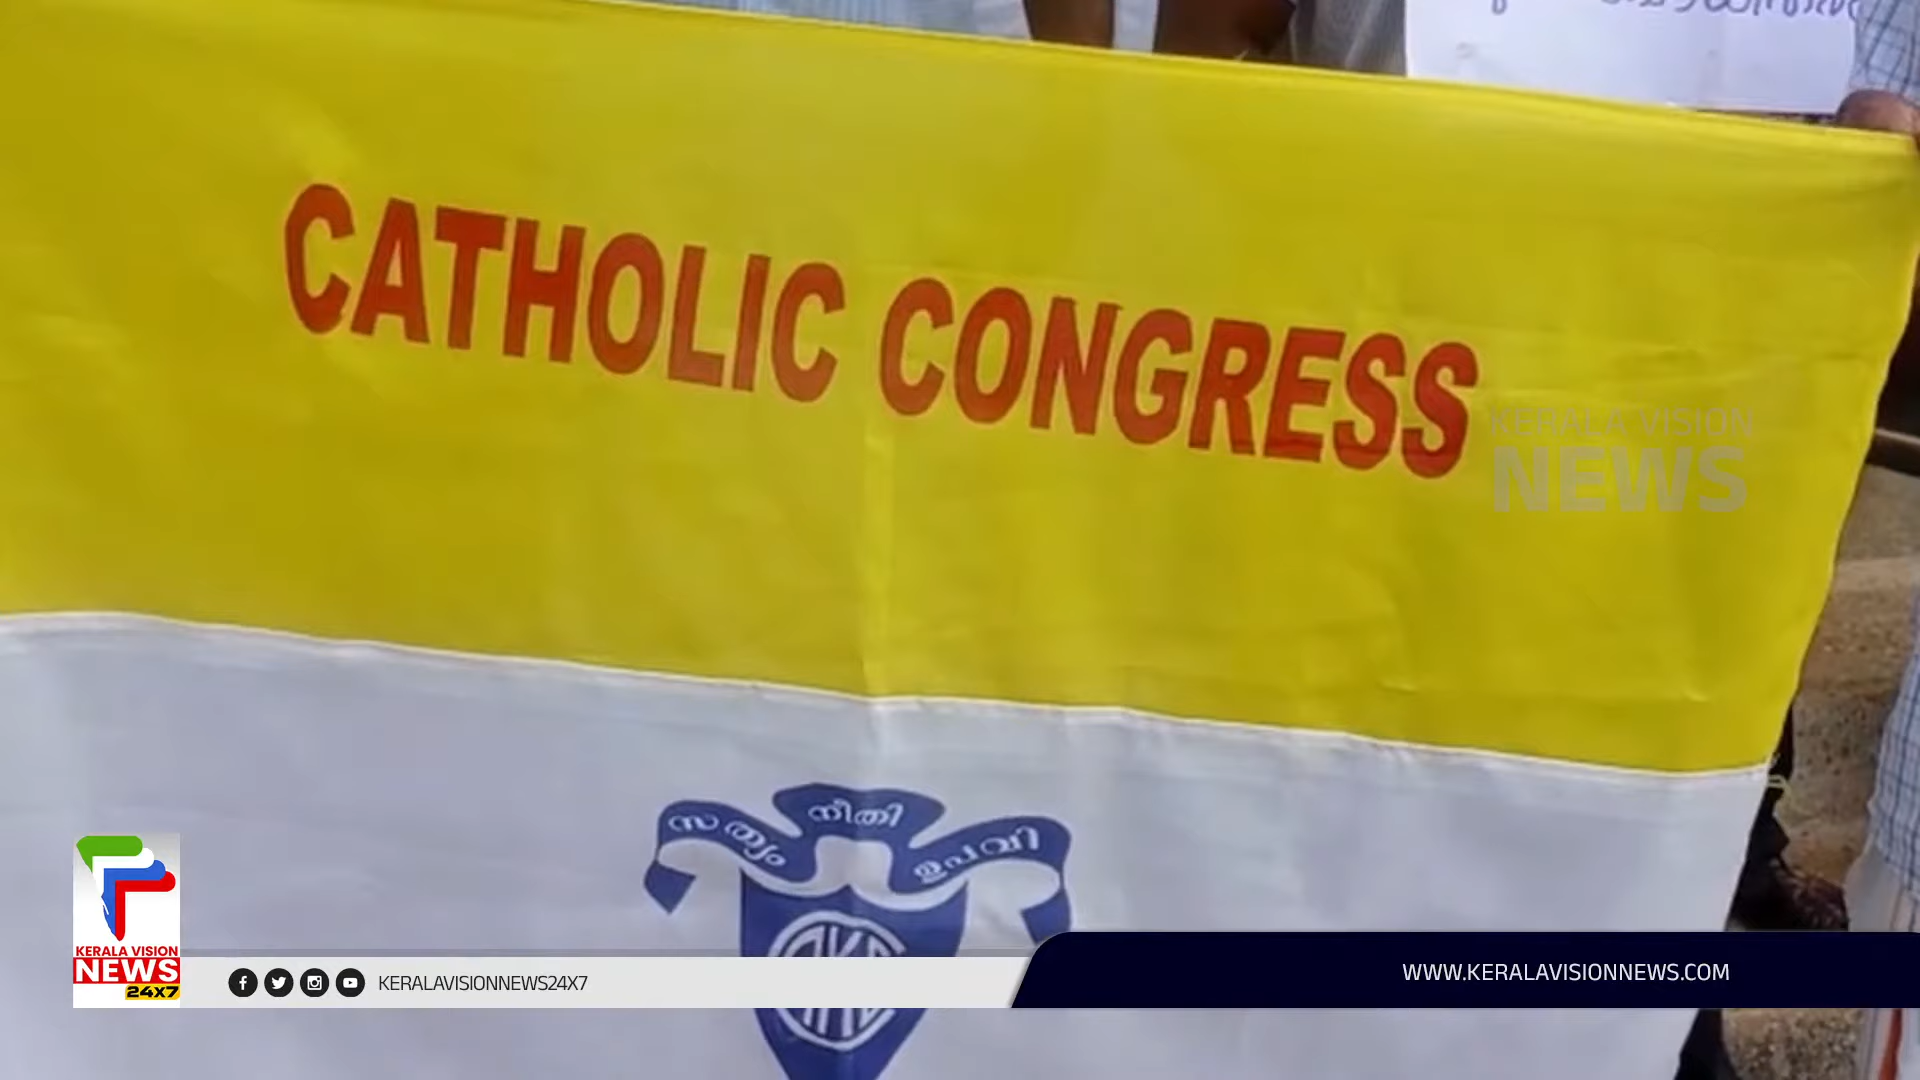 CATHOLIC CONGRESS
KERALA VISION
NEWS
സത്യം നീതി ഉപവി
KERALA VISION
NEWS
24X7
KERALAVISIONNEWS24X7
WWW.KERALAVISIONNEWS.COM